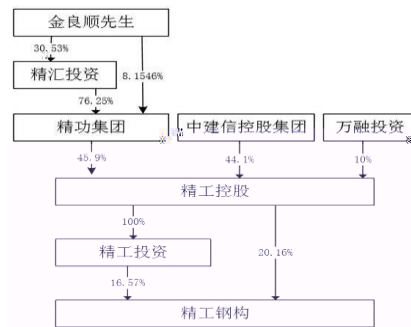 金良顺先生
30.53%
精汇投资
8.1546%
76.25%
精功集团 中建信控股集团 万融投资
45.9% 44.1% 10%
精工控股
100%
精工投资
20.16%
16.57%
精工钢构